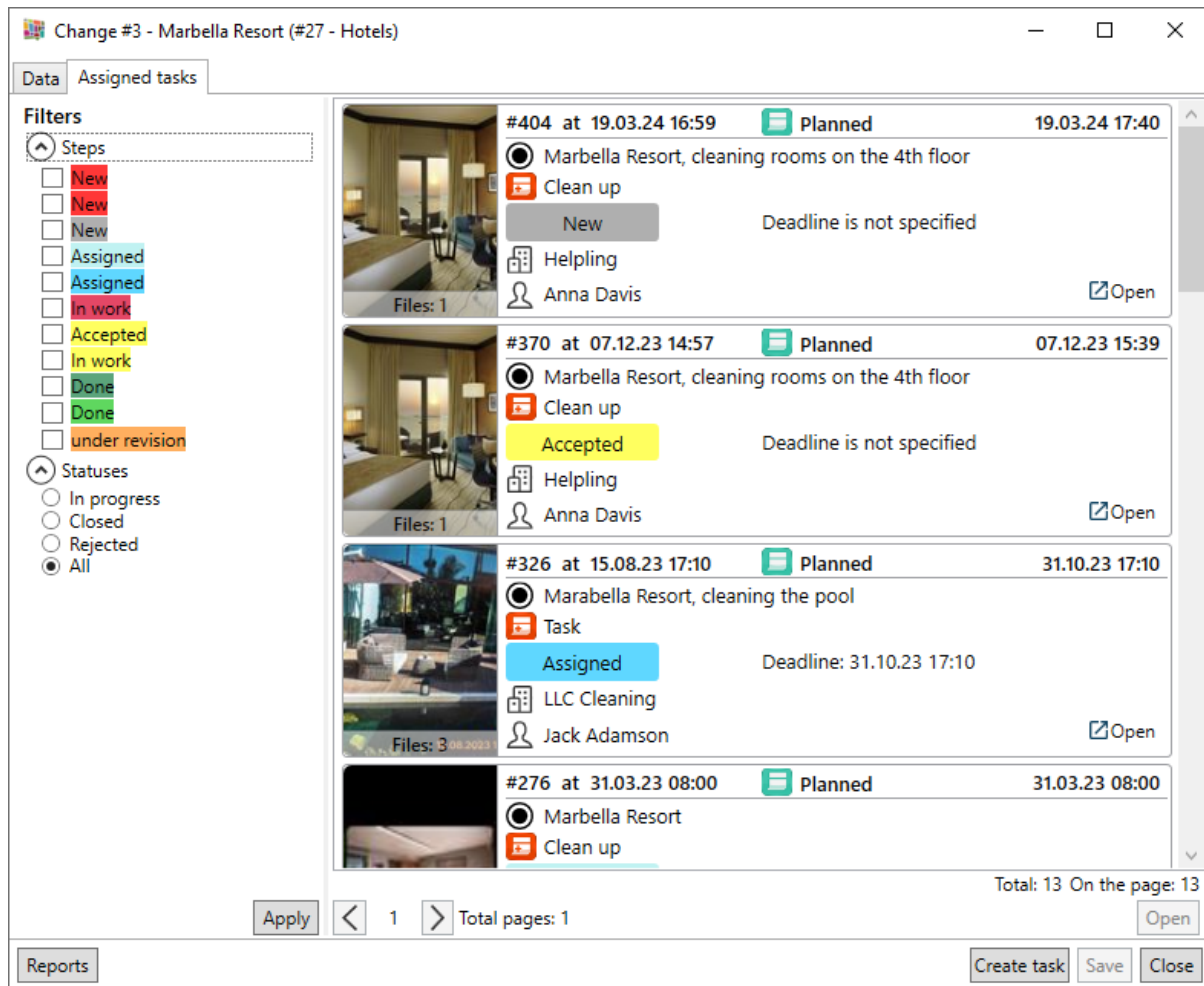 Change #3 - Marbella Resort (#27 - Hotels)
Data
Assigned tasks
Filters
Steps
New
New
New
Assigned
Assigned
In work
Accepted
In work
Done
Done
under revision
Statuses
In progress
Closed
Rejected
All
Apply
#404 at 19.03.24 16:59 Planned 19.03.24 17:40
Marbella Resort, cleaning rooms on the 4th floor
Clean up
New Deadline is not specified
Helpling
Anna Davis
Files: 1
Open
#370 at 07.12.23 14:57 Planned 07.12.23 15:39
Marbella Resort, cleaning rooms on the 4th floor
Clean up
Accepted Deadline is not specified
Helpling
Anna Davis
Files: 1
Open
#326 at 15.08.23 17:10 Planned 31.10.23 17:10
Marabella Resort, cleaning the pool
Task
Assigned Deadline: 31.10.23 17:10
LLC Cleaning
Jack Adamson
Files: 3
Open
#276 at 31.03.23 08:00 Planned 31.03.23 08:00
Marbella Resort
Clean up
Total: 13 On the page: 13
1 Total pages: 1
Open
Reports
Create task Save Close